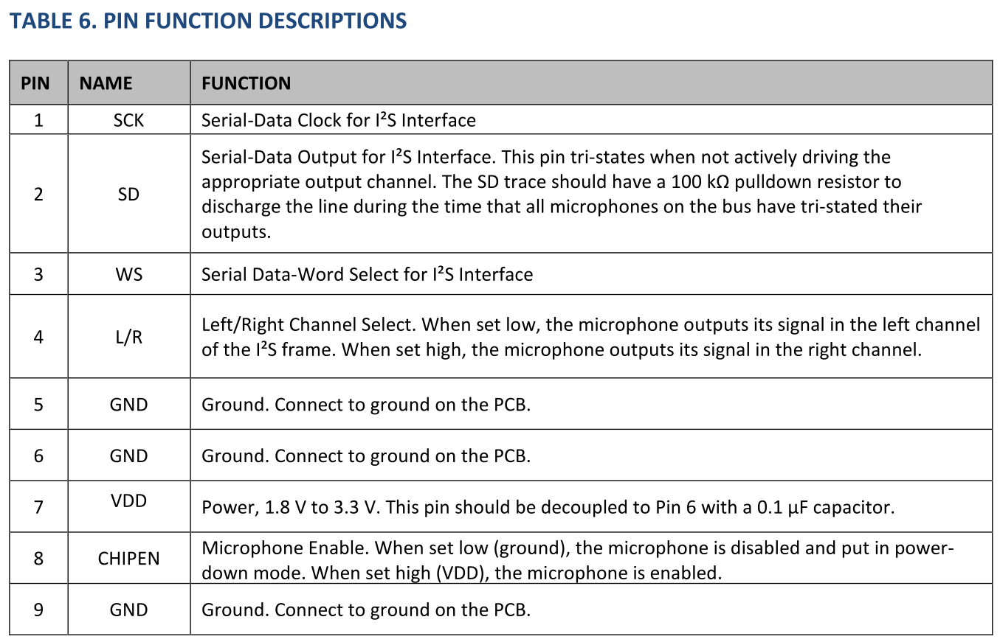 TABLE 6. PIN FUNCTION DESCRIPTIONS
PIN NAME FUNCTION
1 SCK Serial-Data Clock for I²S Interface
2 SD Serial-Data Output for I²S Interface. This pin tri-states when not actively driving the
appropriate output channel. The SD trace should have a 100 kΩ pulldown resistor to
discharge the line during the time that all microphones on the bus have tri-stated their
outputs.
3 WS Serial Data-Word Select for I²S Interface
4 L/R Left/Right Channel Select. When set low, the microphone outputs its signal in the left channel
of the I²S frame. When set high, the microphone outputs its signal in the right channel.
5 GND Ground. Connect to ground on the PCB.
6 GND Ground. Connect to ground on the PCB.
7 VDD Power, 1.8 V to 3.3 V. This pin should be decoupled to Pin 6 with a 0.1 μF capacitor.
8 CHIPEN Microphone Enable. When set low (ground), the microphone is disabled and put in power-
down mode. When set high (VDD), the microphone is enabled.
9 GND Ground. Connect to ground on the PCB.